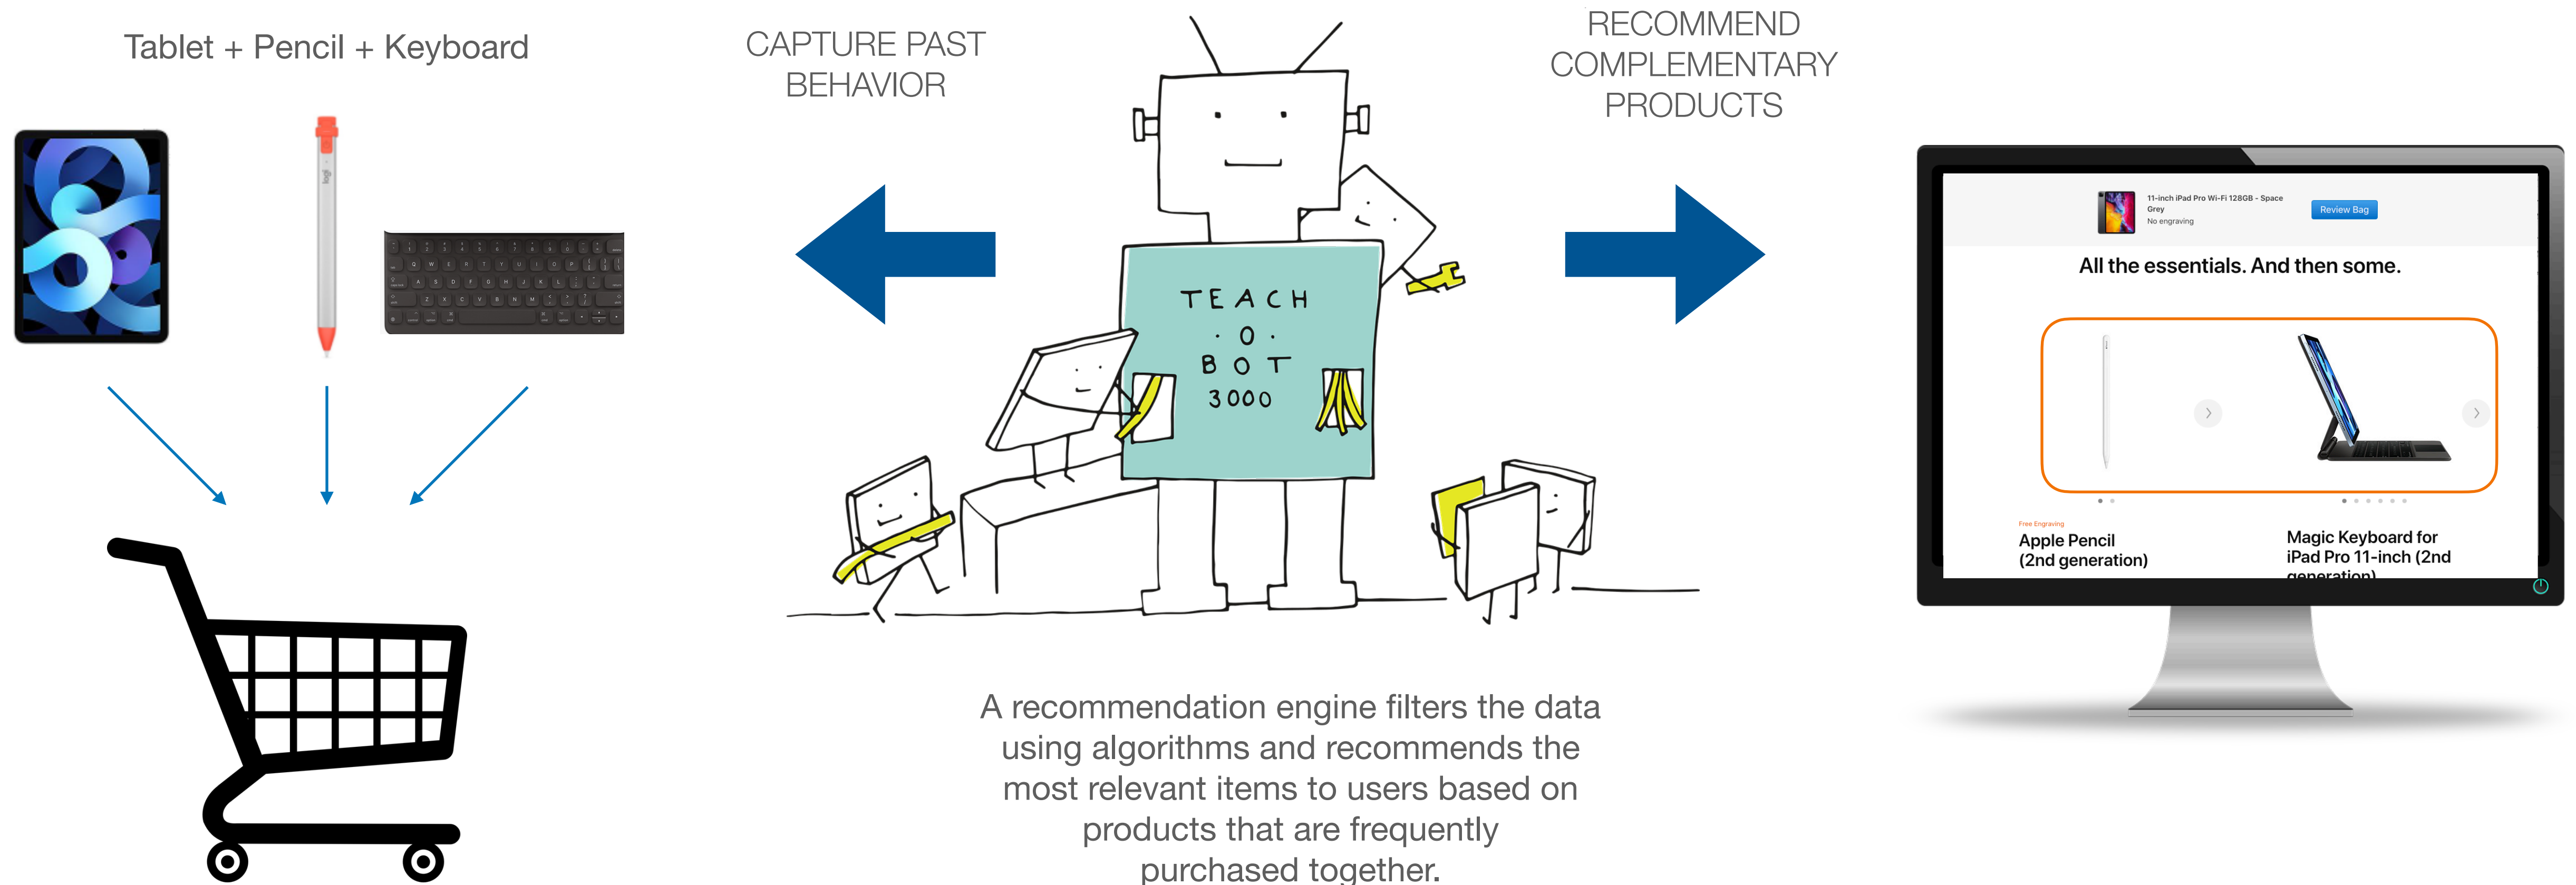 Tablet + Pencil + Keyboard
CAPTURE PAST
BEHAVIOR
RECOMMEND
COMPLEMENTARY
PRODUCTS
logi
TEACH
· O ·
BOT
3000
11-inch iPad Pro Wi-Fi 128GB - Space
Grey
No engraving
Review Bag
All the essentials. And then some.
Free Engraving
Apple Pencil
(2nd generation)
Magic Keyboard for
iPad Pro 11-inch (2nd
generation)
A recommendation engine filters the data
using algorithms and recommends the
most relevant items to users based on
products that are frequently
purchased together.